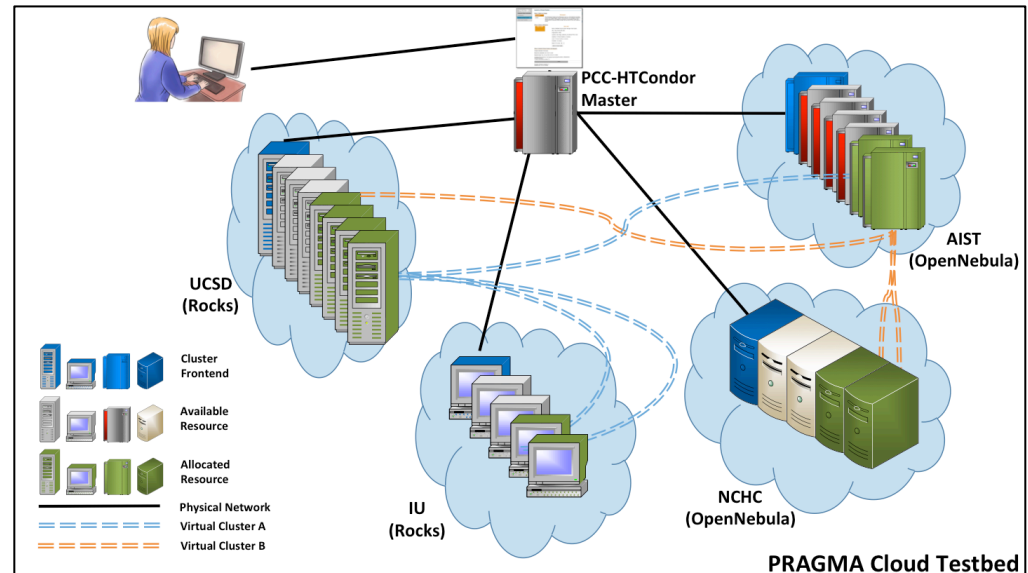 PCC-HTCondor
Master
UCSD
(Rocks)
AIST
(OpenNebula)
IU
(Rocks)
NCHC
(OpenNebula)
Cluster
Frontend
Available
Resource
Allocated
Resource
Physical Network
Virtual Cluster A
Virtual Cluster B
PRAGMA Cloud Testbed